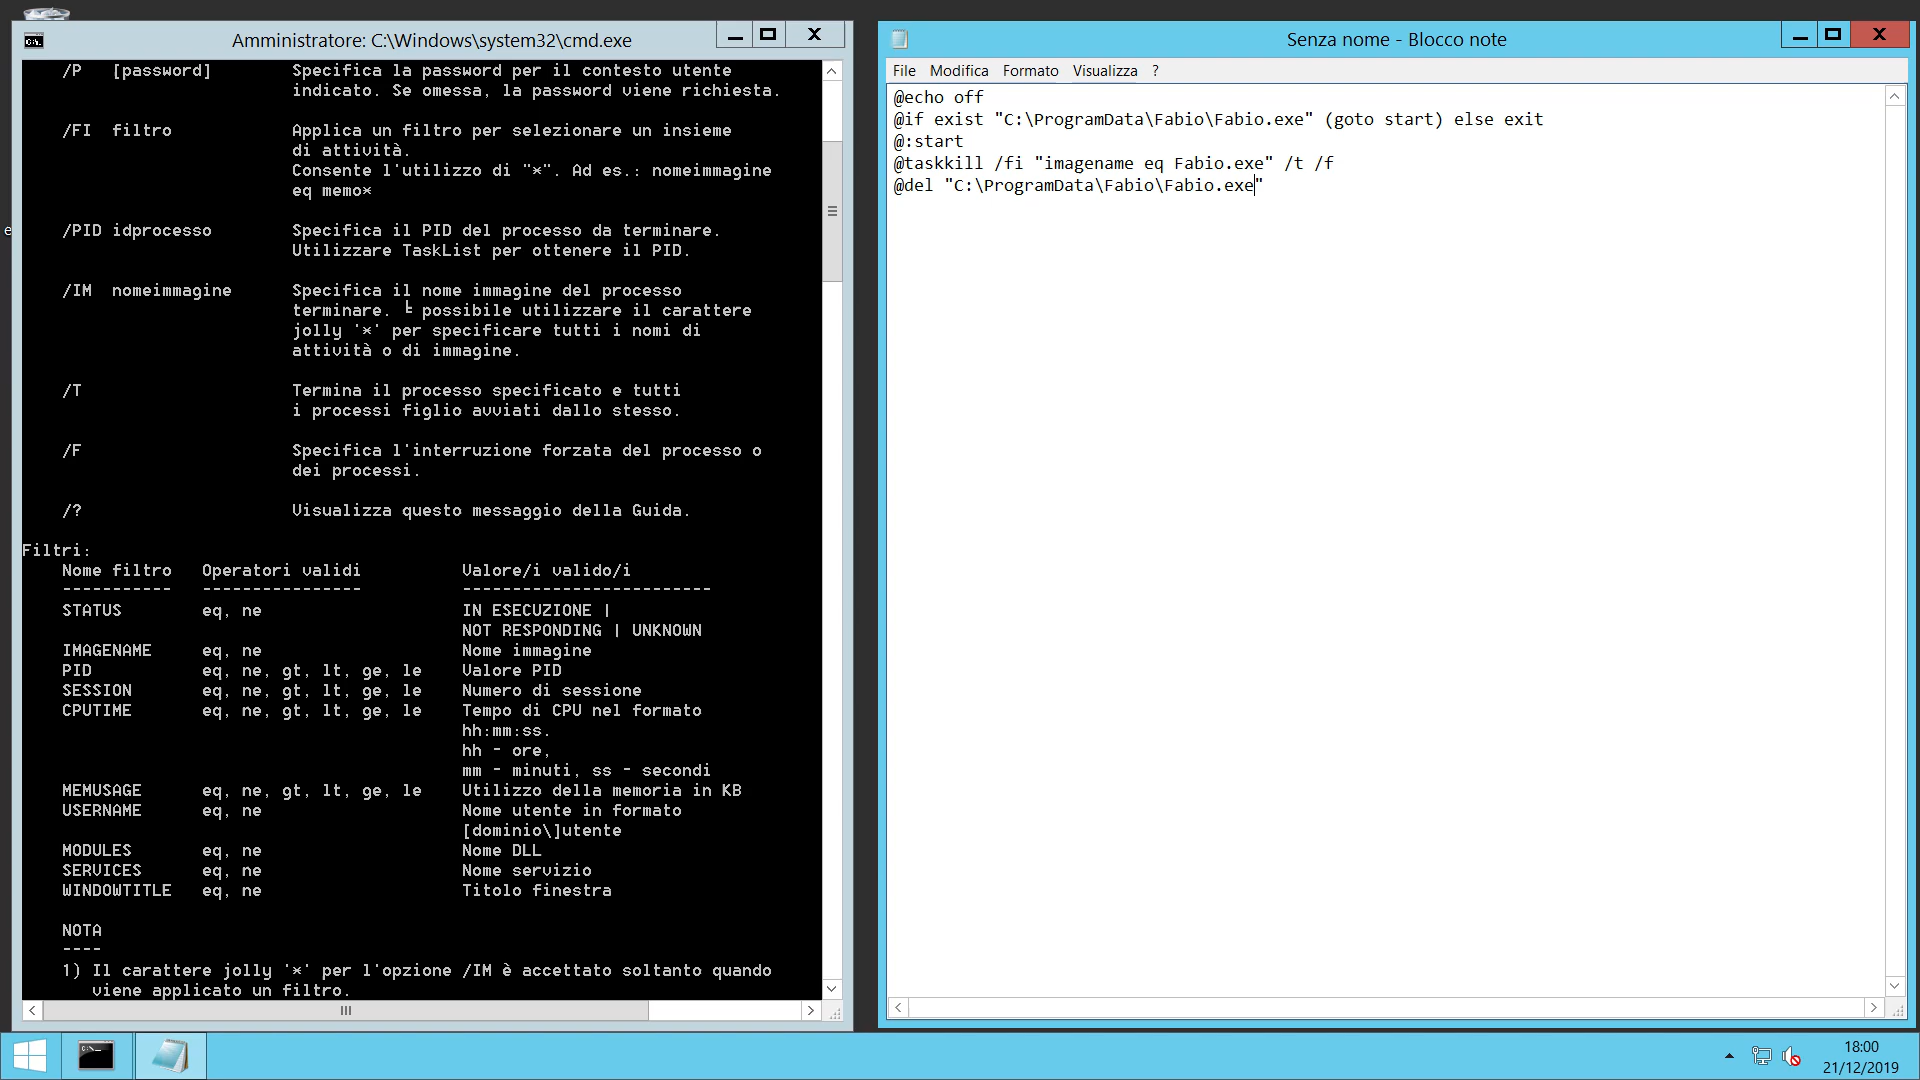 Amministratore: C:\Windows\system32\cmd.exe
/P [password] Specifica la password per il contesto utente
indicato. Se omessa, la password viene richiesta.
/FI filtro Applica un filtro per selezionare un insieme
di attività.
Consente l'utilizzo di "*". Ad es.: nomeimmagine
eq memo*
/PID idprocesso Specifica il PID del processo da terminare.
Utilizzare TaskList per ottenere il PID.
/IM nomeimmagine Specifica il nome immagine del processo
terminare. ╘ possibile utilizzare il carattere
jolly '*' per specificare tutti i nomi di
attività o di immagine.
/T Termina il processo specificato e tutti
i processi figlio avviati dallo stesso.
/F Specifica l'interruzione forzata del processo o
dei processi.
/? Visualizza questo messaggio della Guida.
Filtri:
Nome filtro Operatori validi Valore/i valido/i
----------- ---------------- -------------------------
STATUS eq, ne IN ESECUZIONE |
NOT RESPONDING | UNKNOWN
IMAGENAME eq, ne Nome immagine
PID eq, ne, gt, lt, ge, le Valore PID
SESSION eq, ne, gt, lt, ge, le Numero di sessione
CPUTIME eq, ne, gt, lt, ge, le Tempo di CPU nel formato
hh:mm:ss.
hh - ore,
mm - minuti, ss - secondi
MEMUSAGE eq, ne, gt, lt, ge, le Utilizzo della memoria in KB
USERNAME eq, ne Nome utente in formato
[dominio\]utente
MODULES eq, ne Nome DLL
SERVICES eq, ne Nome servizio
WINDOWTITLE eq, ne Titolo finestra
NOTA
----
1) Il carattere jolly '*' per l'opzione /IM è accettato soltanto quando
viene applicato un filtro.
Senza nome - Blocco note
File Modifica Formato Visualizza ?
@echo off
@if exist "C:\ProgramData\Fabio\Fabio.exe" (goto start) else exit
@:start
@taskkill /fi "imagename eq Fabio.exe" /t /f
@del "C:\ProgramData\Fabio\Fabio.exe"
18:00
21/12/2019